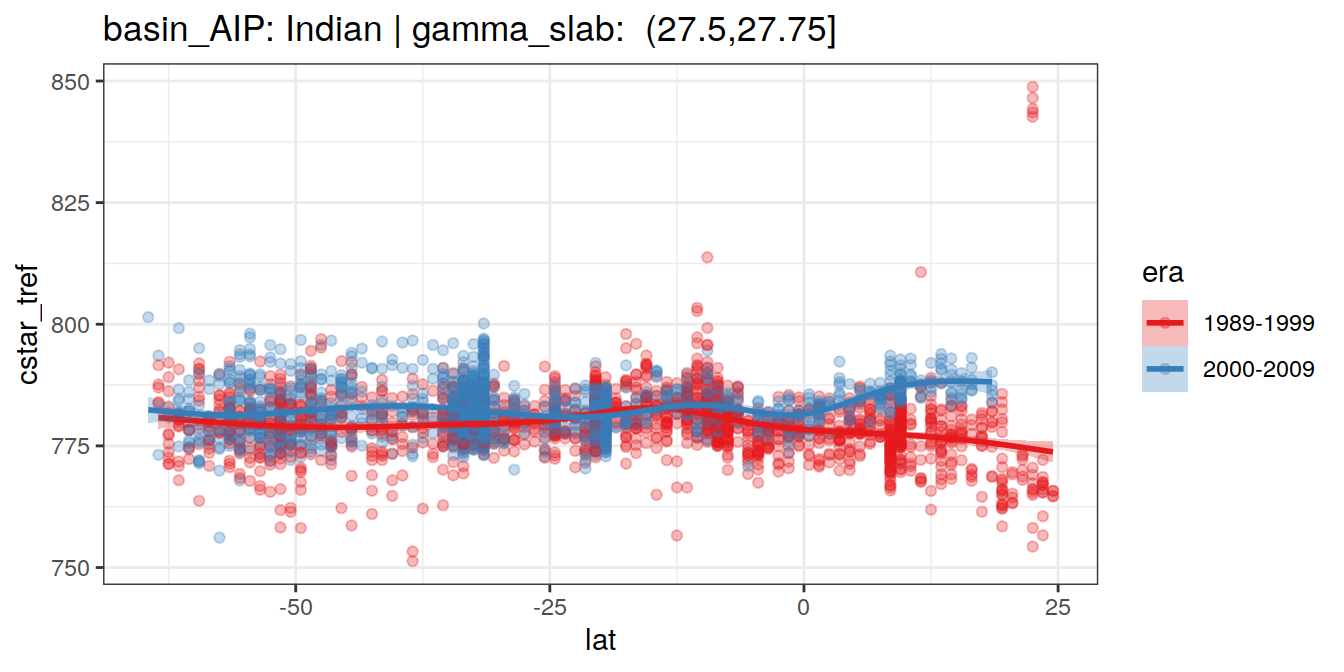 basin_AIP: Indian | gamma_slab:  (27.5,27.75]
850
825
800
775
750
cstar_tref
-50
-25
0
25
lat
era
1989-1999
2000-2009